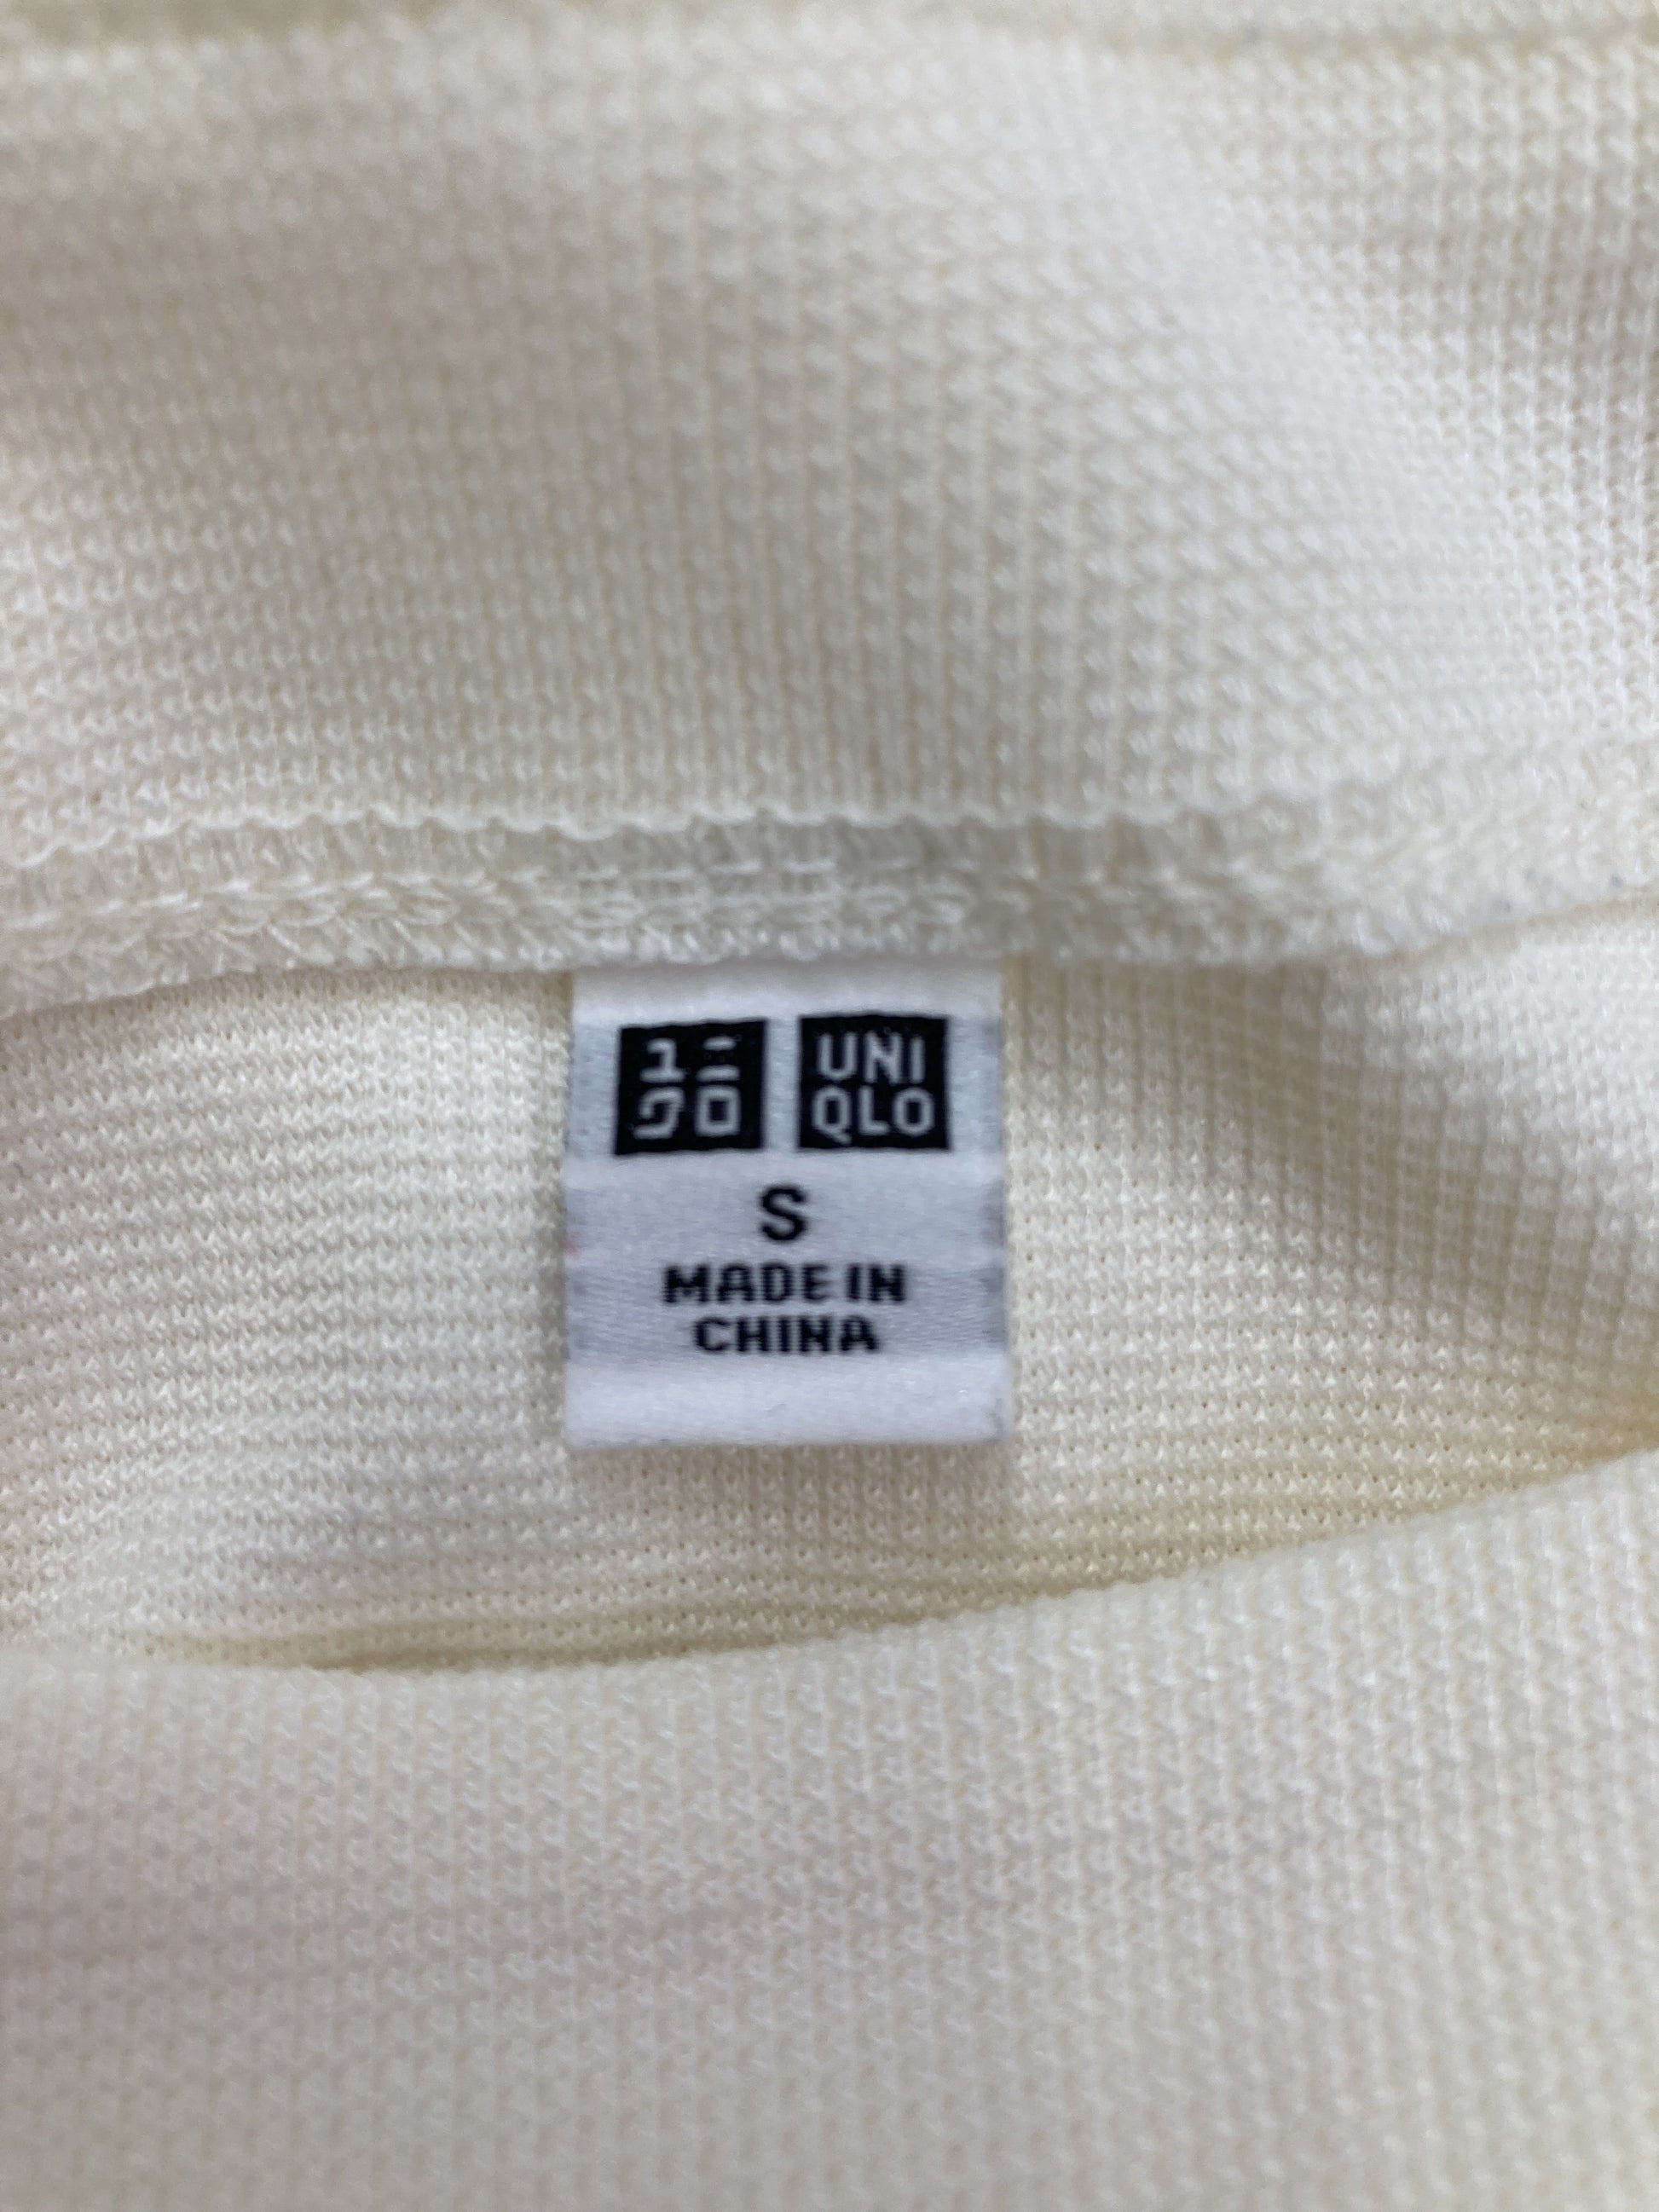 ユニ
クロ
UNI
QLO
S
MADE IN
CHINA